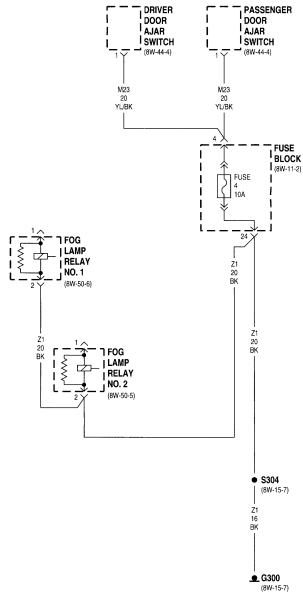 DRIVER
DOOR
AJAR
SWITCH
(8W-44-4)
PASSENGER
DOOR
AJAR
SWITCH
(8W-44-4)
1
1
M23
20
YL/BK
M23
20
YL/BK
4
FUSE
BLOCK
(8W-11-2)
FUSE
4
10A
24
1
FOG
LAMP
RELAY
NO. 1
(8W-50-6)
2
Z1
20
BK
Z1
20
BK
Z1
20
BK
1
FOG
LAMP
RELAY
NO. 2
(8W-50-5)
2
S304
(8W-15-7)
Z1
16
BK
G300
(8W-15-7)